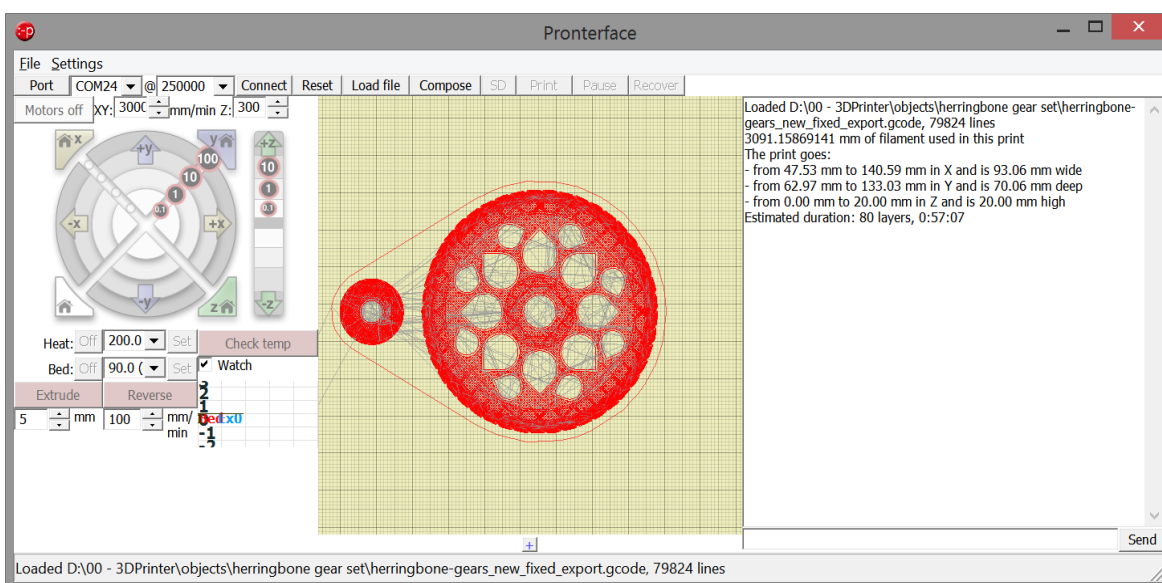 :-p
Pronterface
File Settings
Port COM24 @ 250000 Connect Reset Load file Compose SD Print Pause Recover
Motors off XY: 3000 mm/min Z: 300
x +y y +Z
100
10 10
1 1
0.1 0.1
-x +x
-y z -Z
Heat: Off 200.0 Set Check temp
Bed: Off 90.0 ( Set Watch
Extrude Reverse
5 mm 100 mm/
min
2
1
Ex0
-1
-2
+
Loaded D:\00 - 3DPrinter\objects\herringbone gear set\herringbone-
gears_new_fixed_export.gcode, 79824 lines
3091.15869141 mm of filament used in this print
The print goes:
- from 47.53 mm to 140.59 mm in X and is 93.06 mm wide
- from 62.97 mm to 133.03 mm in Y and is 70.06 mm deep
- from 0.00 mm to 20.00 mm in Z and is 20.00 mm high
Estimated duration: 80 layers, 0:57:07
Send
Loaded D:\00 - 3DPrinter\objects\herringbone gear set\herringbone-gears_new_fixed_export.gcode, 79824 lines